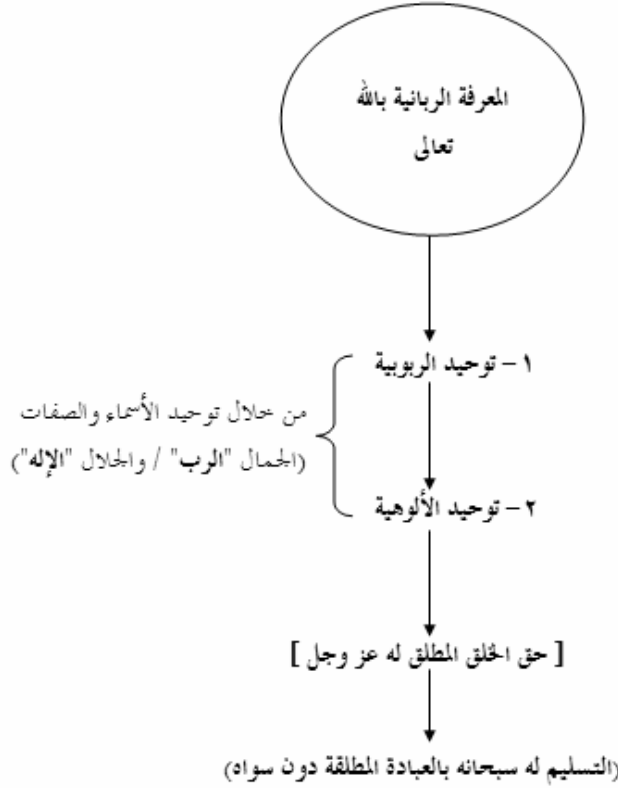 المعرفة الربانية بالله
تعالى
١ – توحيد الربوبية
من خلال توحيد الأسماء والصفات
(الجمال "الرب" / والجلال "الإله")
٢ – توحيد الألوهية
[ حق الخلق المطلق له عز وجل ]
(التسليم له سبحانه بالعبادة المطلقة دون سواه)